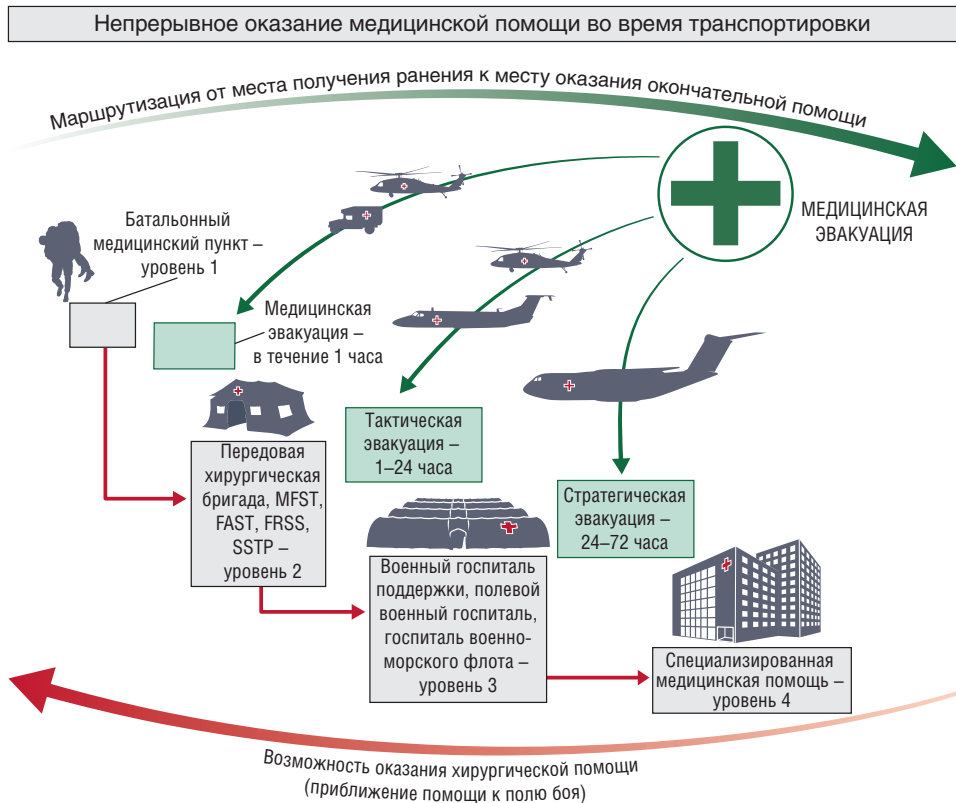 Непрерывное оказание медицинской помощи во время транспортировки
Маршрутизация от места получения ранения к месту оказания окончательной помощи
МЕДИЦИНСКАЯ
ЭВАКУАЦИЯ
Батальонный
медицинский пункт –
уровень 1
Медицинская
эвакуация –
в течение 1 часа
Тактическая
эвакуация –
1–24 часа
Передовая
хирургическая
бригада, MFST,
FAST, FRSS,
SSTP –
уровень 2
Стратегическая
эвакуация –
24–72 часа
Военный госпиталь
поддержки, полевой
военный госпиталь,
госпиталь военно-
морского флота –
уровень 3
Специализированная
медицинская помощь –
уровень 4
Возможность оказания хирургической помощи
(приближение помощи к полю боя)